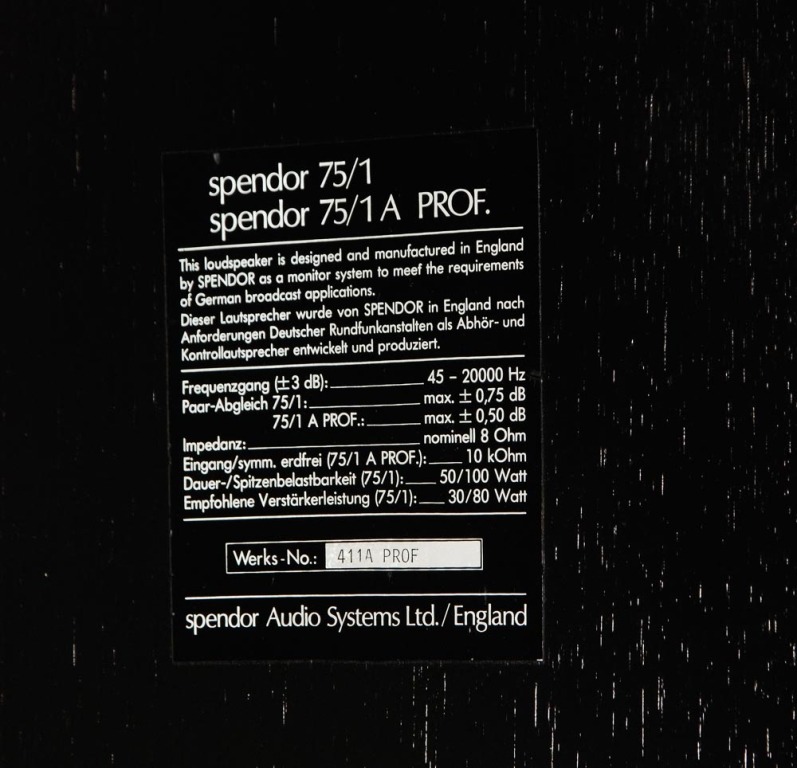 spendor 75/1
spendor 75/1 A PROF.
This loudspeaker is designed and manufactured in England
by SPENDOR as a monitor system to meet the requirements
of German broadcast applications.
Dieser Lautsprecher wurde von SPENDOR in England nach
Anforderungen Deutscher Rundfunkanstalten als Abhör- und
Kontrollautsprecher entwickelt und produziert.
Frequenzgang (±3 dB): 45 – 20000 Hz
Paar-Abgleich 75/1: max. ± 0,75 dB
75/1 A PROF.: max. ± 0,50 dB
Impedanz: nominell 8 Ohm
Eingang/symm. erdfrei (75/1 A PROF.): 10 kOhm
Dauer-/Spitzenbelastbarkeit (75/1): 50/100 Watt
Empfohlene Verstärkerleistung (75/1): 30/80 Watt
Werks-No.: 411A PROF
spendor Audio Systems Ltd./England